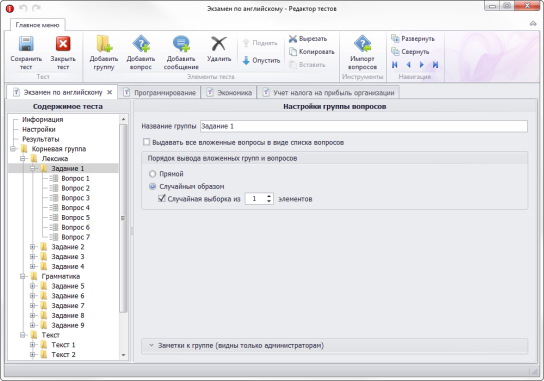 Экзамен по английскому - Редактор тестов
Главное меню
Сохранить тест
Закрыть тест
Добавить группу
Добавить вопрос
Добавить сообщение
Удалить
Поднять
Опустить
Вырезать
Копировать
Вставить
Импорт вопросов
Развернуть
Свернуть
Тест
Элементы теста
Инструменты
Навигация
Экзамен по английскому
Программирование
Экономика
Учет налога на прибыль организации
Содержимое теста
Информация
Настройки
Результаты
Корневая группа
Лексика
Задание 1
Вопрос 1
Вопрос 2
Вопрос 3
Вопрос 4
Вопрос 5
Вопрос 6
Вопрос 7
Задание 2
Задание 3
Задание 4
Грамматика
Задание 5
Задание 6
Задание 7
Задание 8
Задание 9
Текст
Текст 1
Текст 2
Настройки группы вопросов
Название группы Задание 1
Выдавать все вложенные вопросы в виде списка вопросов
Порядок вывода вложенных групп и вопросов
Прямой
Случайным образом
Случайная выборка из 1 элементов
Заметки к группе (видны только администраторам)